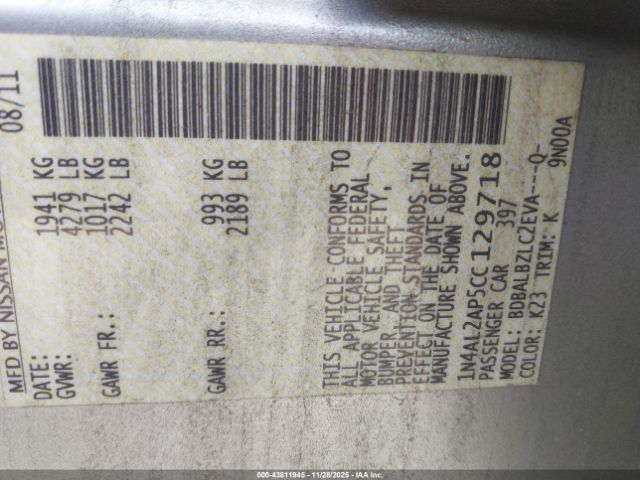 MFD BY NISSAN MO
DATE: 08/11
GVWR: 1941 KG
4279 LB
GAWR FR.: 1017 KG
2242 LB
GAWR RR.: 993 KG
2189 LB
THIS VEHICLE CONFORMS TO
ALL APPLICABLE FEDERAL
MOTOR VEHICLE SAFETY,
BUMPER, AND THEFT
PREVENTION STANDARDS IN
EFFECT ON THE DATE OF
MANUFACTURE SHOWN ABOVE.
1N4AL2AP5CC129718
PASSENGER CAR 397
MODEL: BDBALBZLC2EVA---Q-
COLOR: K23 TRIM: K 9N00A
000-43811945 - 11/28/2025 - IAA Inc.